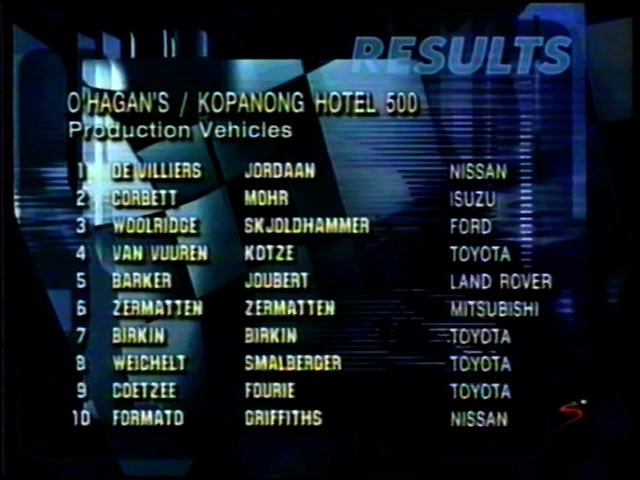 RESULTS
O'HAGAN'S / KOPANONG HOTEL 500
Production Vehicles
1 DE VILLIERS JORDAAN NISSAN
2 CORBETT MOHR ISUZU
3 WOOLRIDGE SKJOLDHAMMER FORD
4 VAN VUUREN KOTZE TOYOTA
5 BARKER JOUBERT LAND ROVER
6 ZERMATTEN ZERMATTEN MITSUBISHI
7 BIRKIN BIRKIN TOYOTA
8 WEICHELT SMALBERGER TOYOTA
9 COETZEE FOURIE TOYOTA
10 FORMATO GRIFFITHS NISSAN